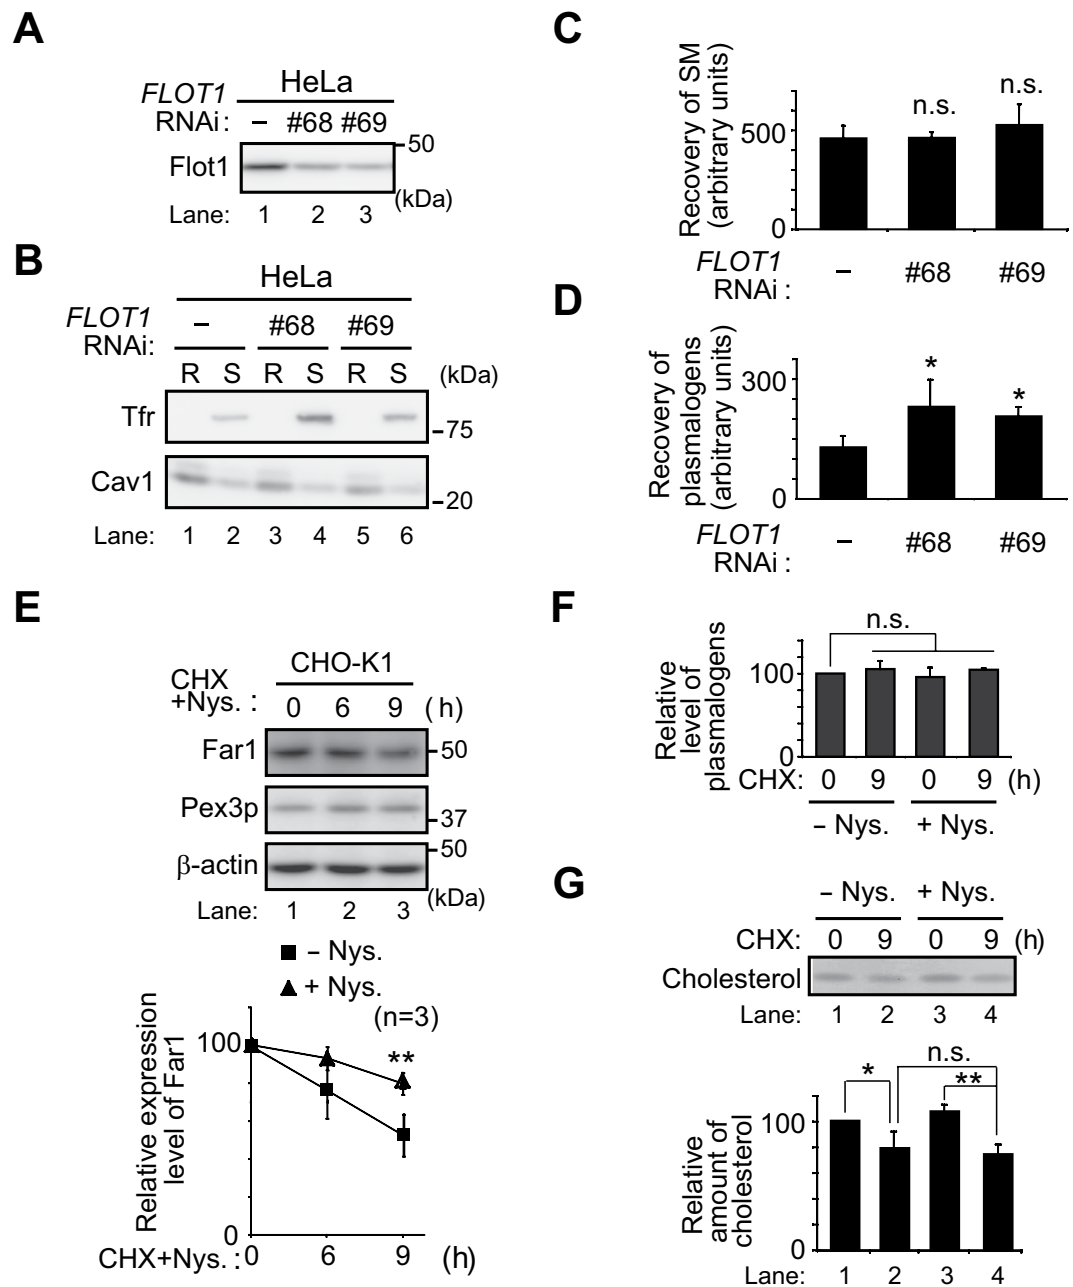 A
HeLa
FLOT1
RNAi : – #68 #69
Flot1
50
(kDa)
Lane: 1 2 3
B
HeLa
FLOT1
RNAi: – #68 #69
R S R S R S (kDa)
Tfr
75
Cav1
20
Lane: 1 2 3 4 5 6
C
Recovery of SM
(arbitrary units)
n.s.
n.s.
500
0
FLOT1
RNAi :
– #68 #69
D
Recovery of
plasmalogens
(arbitrary units)
300
* *
0
FLOT1
RNAi :
– #68 #69
E
CHO-K1
CHX
+Nys. :
0 6 9 (h)
Far1
50
Pex3p
37
β-actin
50
(kDa)
Lane: 1 2 3
– Nys.
+ Nys.
(n=3)
Relative expression
level of Far1
100
**
0
CHX+Nys. : 0 6 9 (h)
F
n.s.
Relative
level of
plasmalogens
100
0
CHX: 0 9 0 9 (h)
– Nys. + Nys.
G
– Nys. + Nys.
CHX: 0 9 0 9 (h)
Cholesterol
Lane: 1 2 3 4
n.s.
* **
Relative
amount of
cholesterol
100
0
Lane: 1 2 3 4